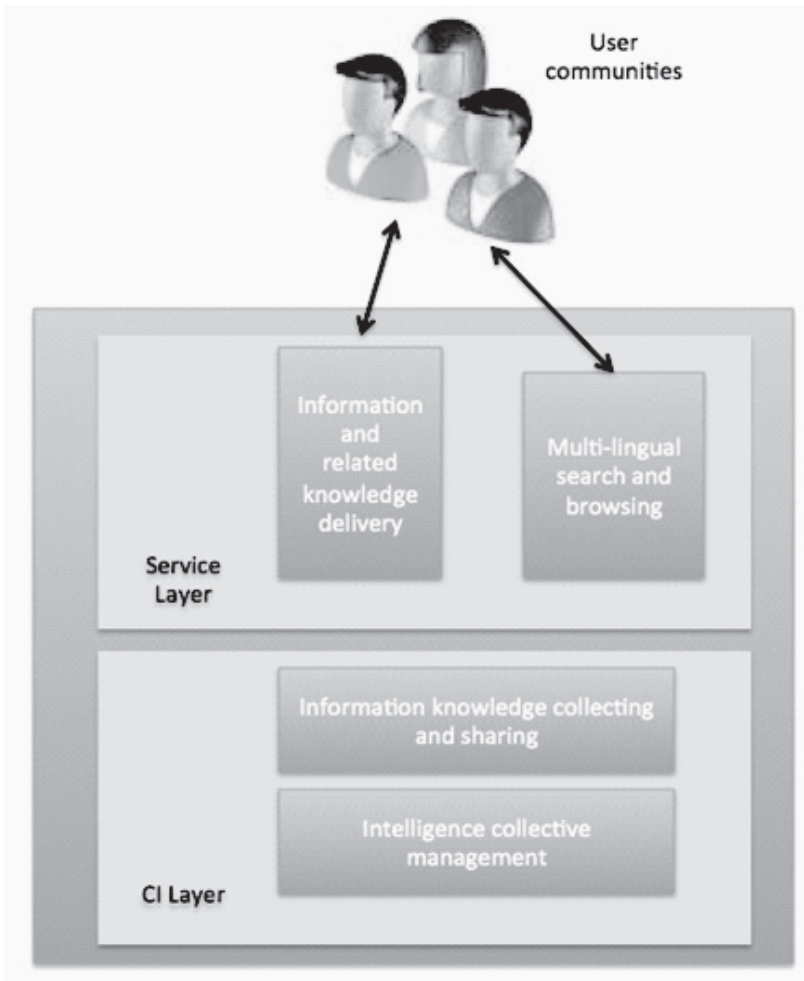 User
communities
Information
and
related
knowledge
delivery
Multi-lingual
search and
browsing
Service
Layer
Information knowledge collecting
and sharing
Intelligence collective
management
CI Layer